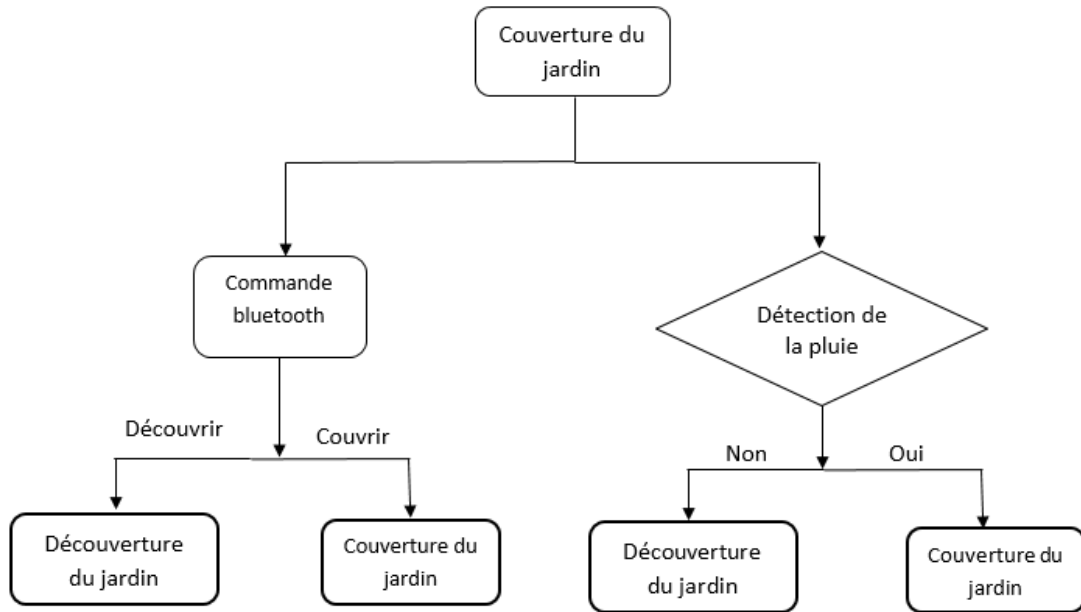 Couverture du
jardin
Commande
bluetooth
Détection de
la pluie
Découvrir
Couvrir
Non
Oui
Découverture
du jardin
Couverture du
jardin
Découverture
du jardin
Couverture du
jardin